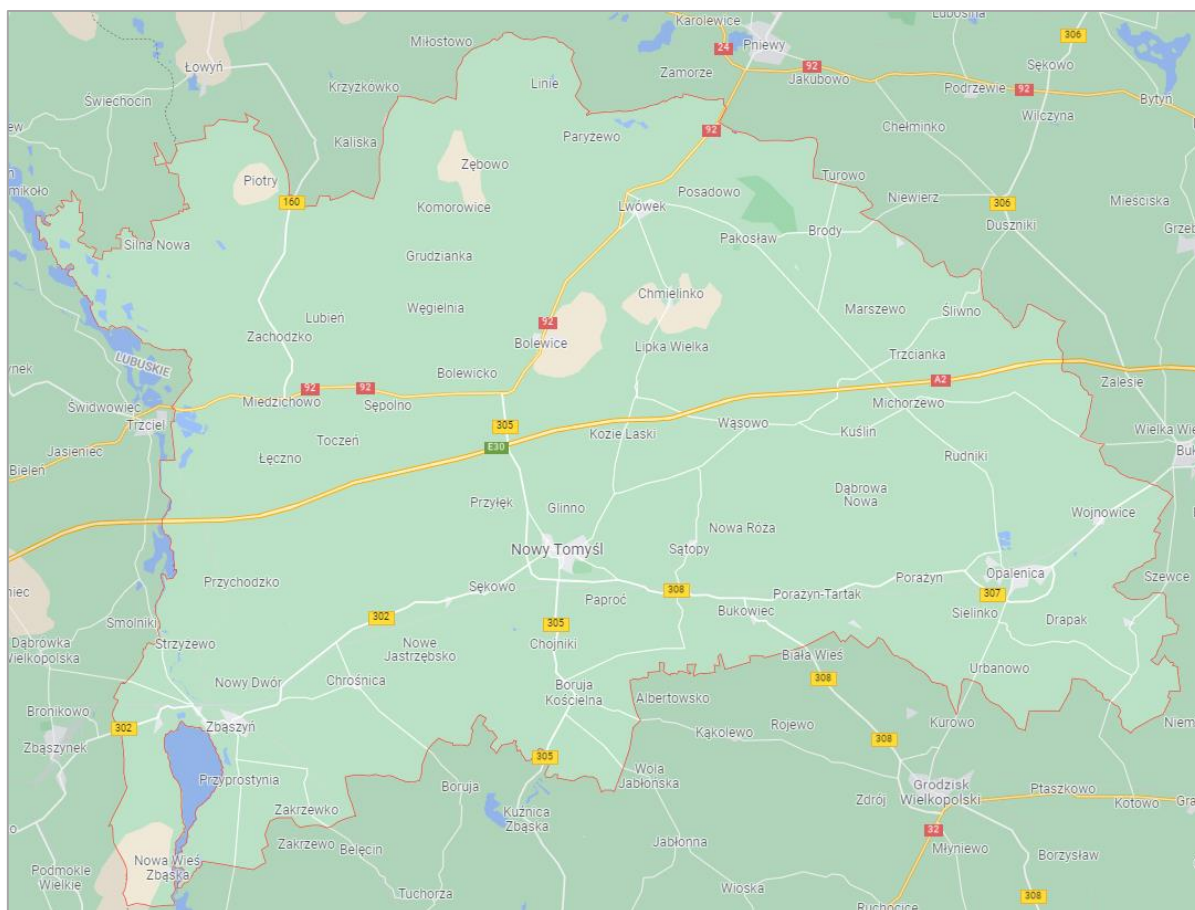 Karolewice
Lubosina
306
Miłostowo
24
Pniewy
Sękowo
Łowyń
Zamorze
92
Jakubowo
Krzyżkówko
Linie
Podrzewie
92
Bytyń
Świechocin
Wilczyna
Kaliska
Paryżewo
92
Chełminko
Zębowo
Turowo
Piotry
Posadowo
Niewierz
Mieściska
160
Komorowice
Lwówek
306
Duszniki
Silna Nowa
Pakosław
Brody
Grudzianka
Chmielinko
Węgielnia
Marszewo
Śliwno
Lubień
92
Zachodzko
Bolewice
Lipka Wielka
Trzcianka
LUBUSKIE
Bolewicko
92
92
A2
Zalesie
Miedzichowo
Sępolno
Michorzewo
Świdwowiec
Trzciel
305
Kozie Laski
Wąsowo
Kuślin
Toczeń
E30
Jasieniec
Łęczno
Rudniki
Bieleń
Przyłęk
Glinno
Dąbrowa
Nowa
Wojnowice
Nowa Róża
Nowy Tomyśl
Sątopy
Przychodzko
Porażyn
Opalenica
Szewce
Sękowo
308
Porażyn-Tartak
307
Paproć
Bukowiec
Sielinko
Smolniki
302
305
Drapak
Dąbrówka
Wielkopolska
Strzyżewo
Nowe
Jastrzębsko
Chojniki
Biała Wieś
Urbanowo
Nowy Dwór
Chrośnica
308
Boruja
Kościelna
Albertowsko
Bronikowo
302
Zbąszyń
Rojewo
Kurowo
Zbąszynek
Kąkolewo
308
305
Przyprostynia
Boruja
Wola
Jabłońska
Grodzisk
Wielkopolski
Ptaszkowo
Zakrzewko
Kuźnica
Zbąska
Zdrój
Kotowo
32
Zakrzewo
Belęcin
Jabłonna
Młyniewo
Nowa Wieś
Zbąska
Borzysław
Podmokle
Wielkie
Tuchorza
Wioska
308
Ruchocice